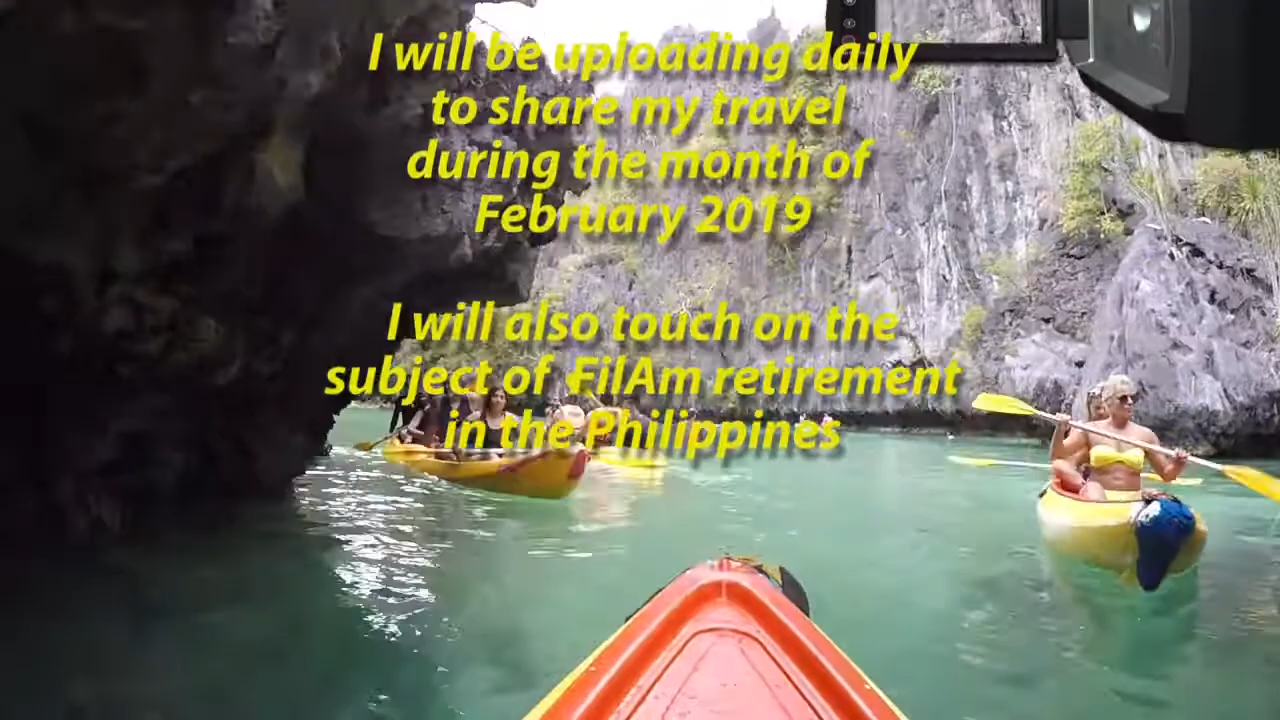 I will be uploading daily
to share my travel
during the month of
February 2019
I will also touch on the
subject of FilAm retirement
in the Philippines